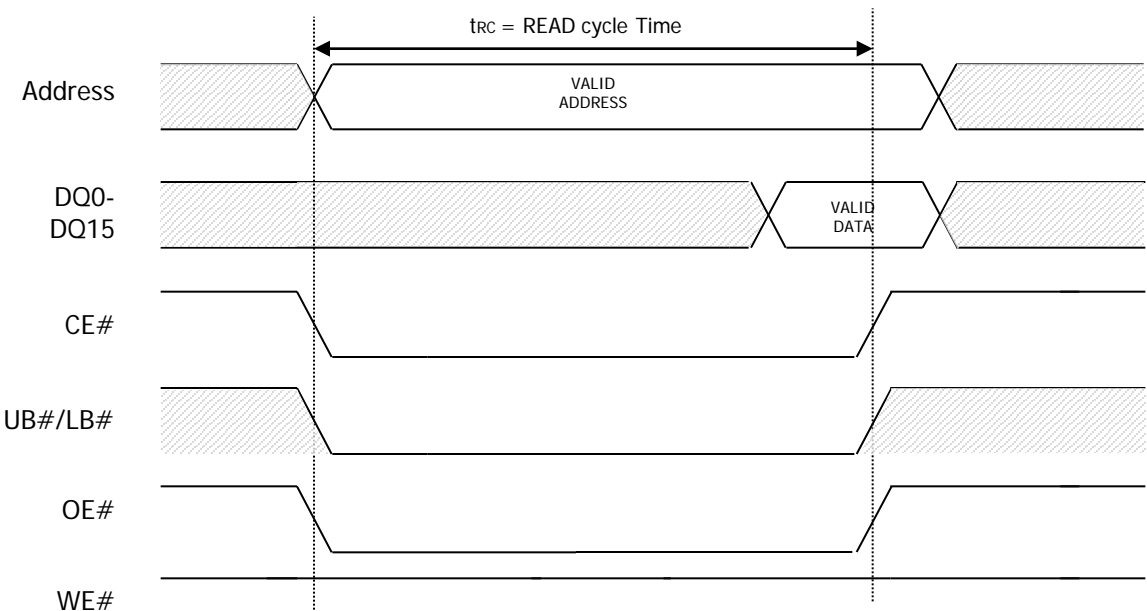 tRC = READ cycle Time
Address
VALID
ADDRESS
DQ0-
DQ15
VALID
DATA
CE#
UB#/LB#
OE#
WE#